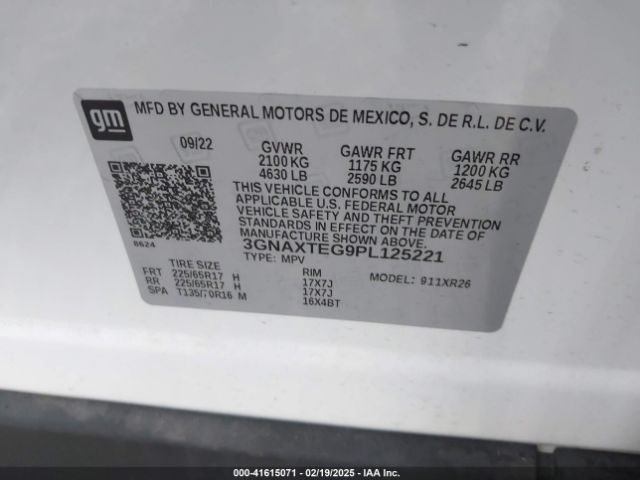 gm
MFD BY GENERAL MOTORS DE MEXICO, S. DE R.L. DE C.V.
09/22 GVWR GAWR FRT GAWR RR
2100 KG 1175 KG 1200 KG
4630 LB 2590 LB 2645 LB
THIS VEHICLE CONFORMS TO ALL
APPLICABLE U.S. FEDERAL MOTOR
VEHICLE SAFETY AND THEFT PREVENTION
STANDARDS IN EFFECT ON THE DATE OF
MANUFACTURE SHOWN ABOVE.
8624
3GNAXTEG9PL125221
TYPE: MPV
TIRE SIZE RIM MODEL: 911XR26
FRT 225/65R17 H 17X7J
RR 225/65R17 H 17X7J
SPA T135/70R16 M 16X4BT
000-41615071 | 02/19/2025 | IAAI.COM